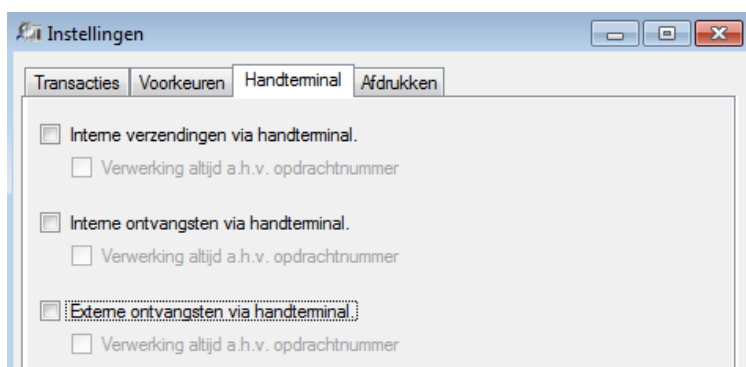 Instellingen
Transacties Voorkeuren Handterminal Afdrukken
Interne verzendingen via handterminal.
Verwerking altijd a.h.v. opdrachtnummer
Interne ontvangsten via handterminal.
Verwerking altijd a.h.v. opdrachtnummer
Externe ontvangsten via handterminal.
Verwerking altijd a.h.v. opdrachtnummer